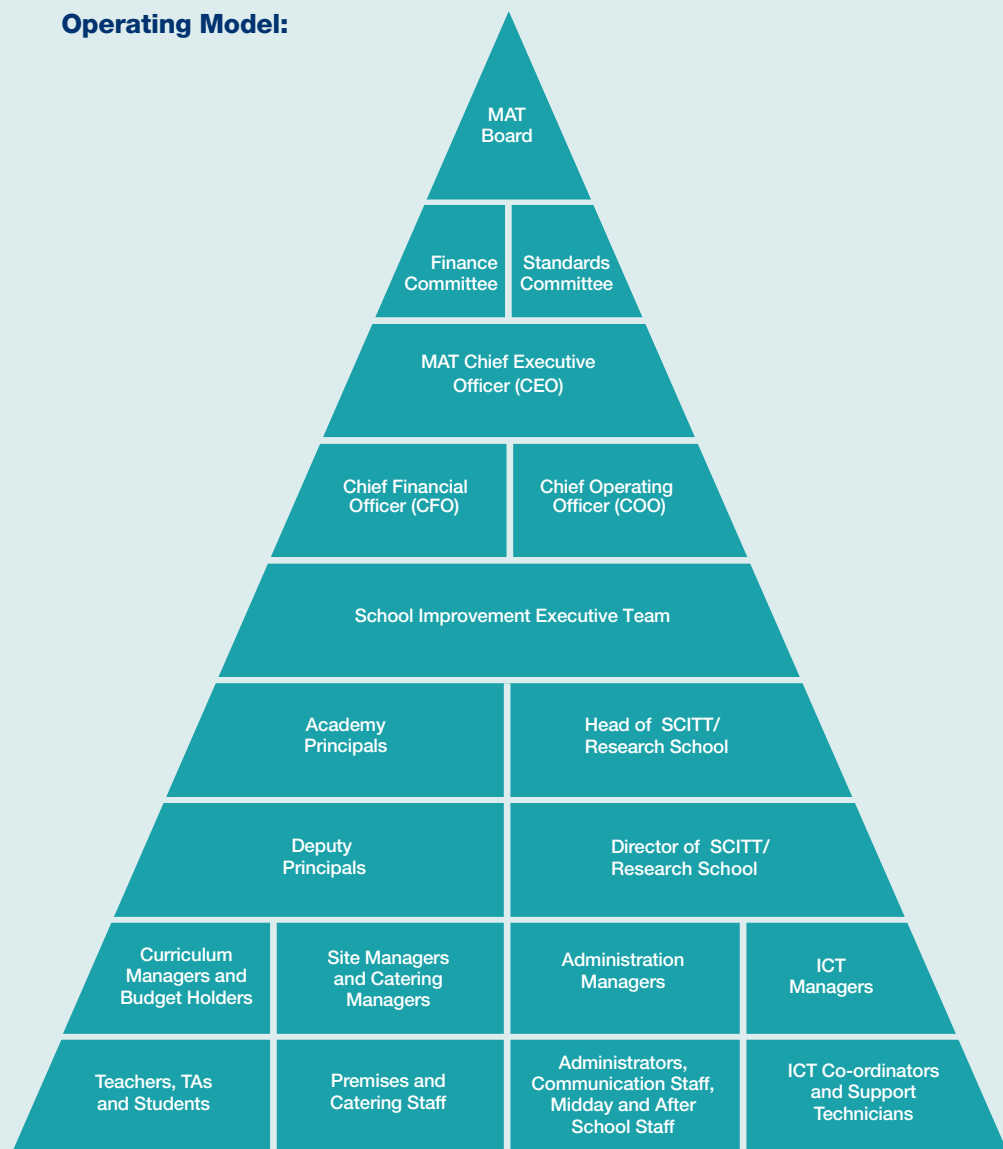 Operating Model:
MAT
Board
Finance
Committee
Standards
Committee
MAT Chief Executive
Officer (CEO)
Chief Financial
Officer (CFO)
Chief Operating
Officer (COO)
School Improvement Executive Team
Academy
Principals
Head of SCITT/
Research School
Deputy
Principals
Director of SCITT/
Research School
Curriculum
Managers and
Budget Holders
Site Managers
and Catering
Managers
Administration
Managers
ICT
Managers
Teachers, TAs
and Students
Premises and
Catering Staff
Administrators,
Communication Staff,
Midday and After
School Staff
ICT Co-ordinators
and Support
Technicians